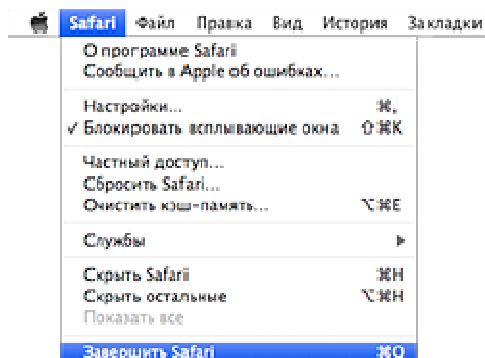 Safari Файл Правка Вид История Закладки
О программе Safari
Сообщить в Apple об ошибках...
Настройки... ⌘,
✓ Блокировать всплывающие окна ⇧⌘K
Частный доступ...
Сбросить Safari...
Очистить кэш-память... ⌥⌘E
Службы ▶
Скрыть Safarii ⌘H
Скрыть остальные ⌥⌘H
Показать все
Завершить Safari ⌘Q